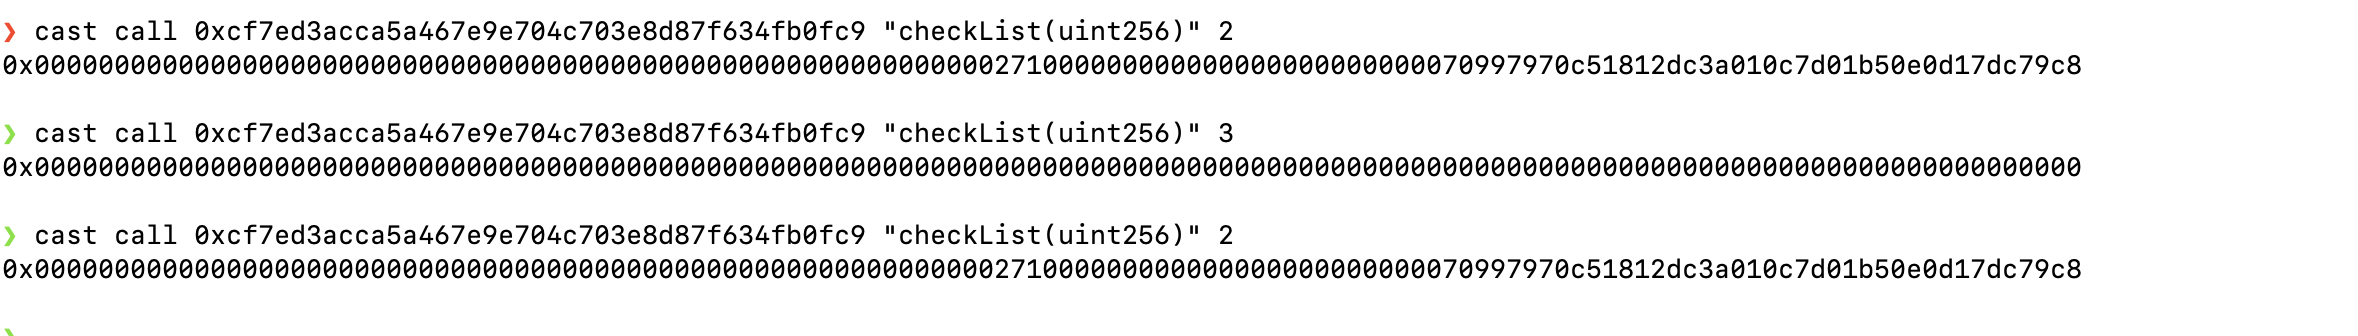 ❯ cast call 0xcf7ed3acca5a467e9e704c703e8d87f634fb0fc9 "checkList(uint256)" 2
0x000000000000000000000000000000000000000000000000000000000000271000000000000000000000000070997970c51812dc3a010c7d01b50e0d17dc79c8
❯ cast call 0xcf7ed3acca5a467e9e704c703e8d87f634fb0fc9 "checkList(uint256)" 3
0x00000000000000000000000000000000000000000000000000000000000000000000000000000000000000000000000000000000000000000000000000000000
❯ cast call 0xcf7ed3acca5a467e9e704c703e8d87f634fb0fc9 "checkList(uint256)" 2
0x000000000000000000000000000000000000000000000000000000000000271000000000000000000000000070997970c51812dc3a010c7d01b50e0d17dc79c8